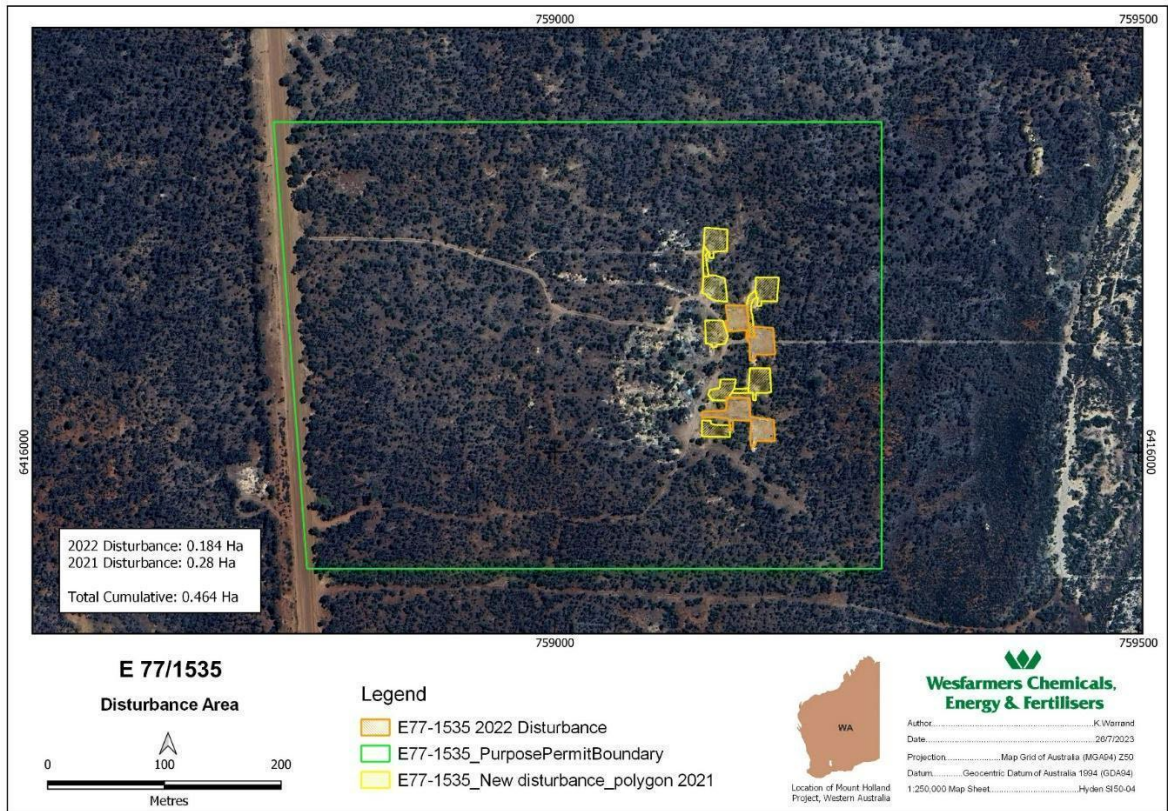 759000
759500
6416000
6416000
2022 Disturbance: 0.184 Ha
2021 Disturbance: 0.28 Ha
Total Cumulative: 0.464 Ha
759000
759500
E 77/1535
Disturbance Area
0 100 200
Metres
Legend
E77-1535 2022 Disturbance
E77-1535_PurposePermitBoundary
E77-1535_New disturbance_polygon 2021
WA
Location of Mount Holland
Project, Western Australia
Wesfarmers Chemicals,
Energy & Fertilisers
Author K.Warrand
Date 26/7/2023
Projection Map Grid of Australia (MGA94) Z50
Datum Geocentric Datum of Australia 1994 (GDA94)
1:250,000 Map Sheet Hyden SI50-04